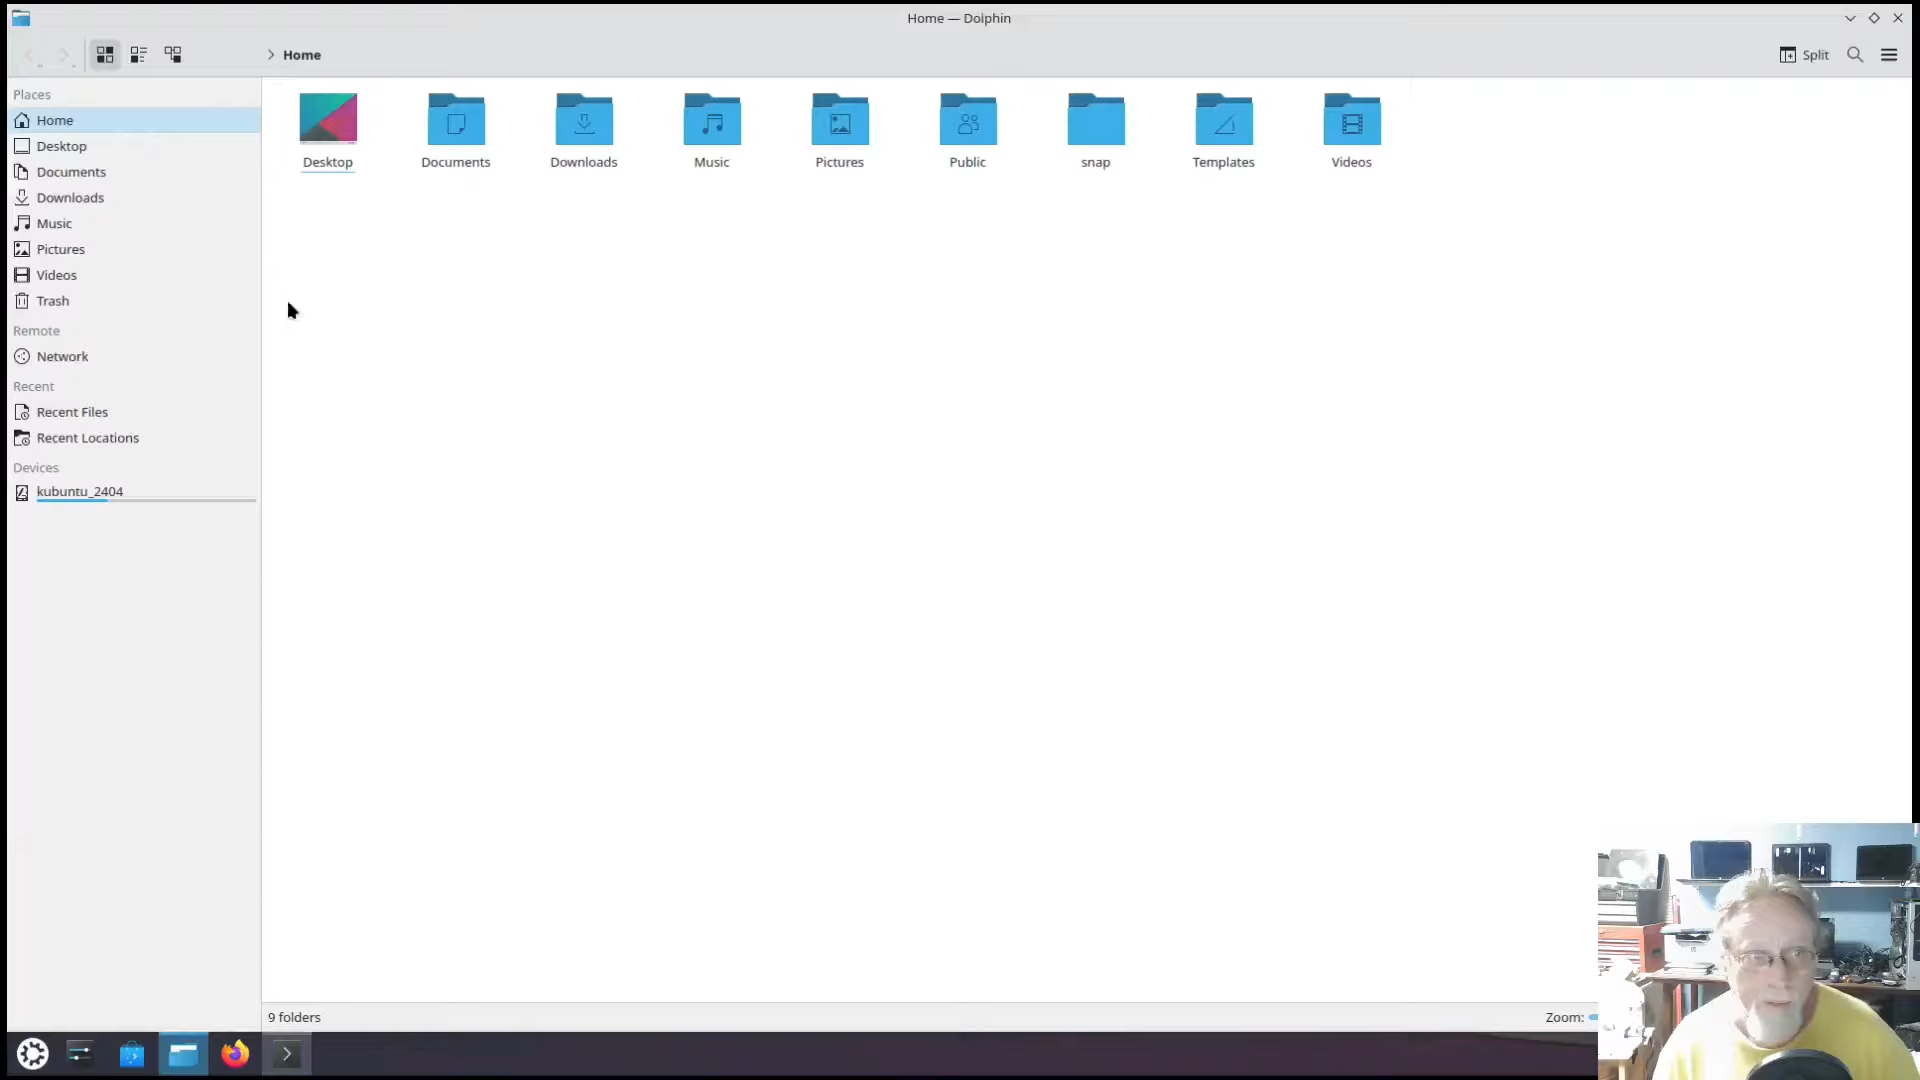 Home — Dolphin
Home
Split
Places
Home
Desktop
Documents
Downloads
Music
Pictures
Videos
Trash
Remote
Network
Recent
Recent Files
Recent Locations
Devices
kubuntu_2404
Desktop
Documents
Downloads
Music
Pictures
Public
snap
Templates
Videos
9 folders
Zoom: